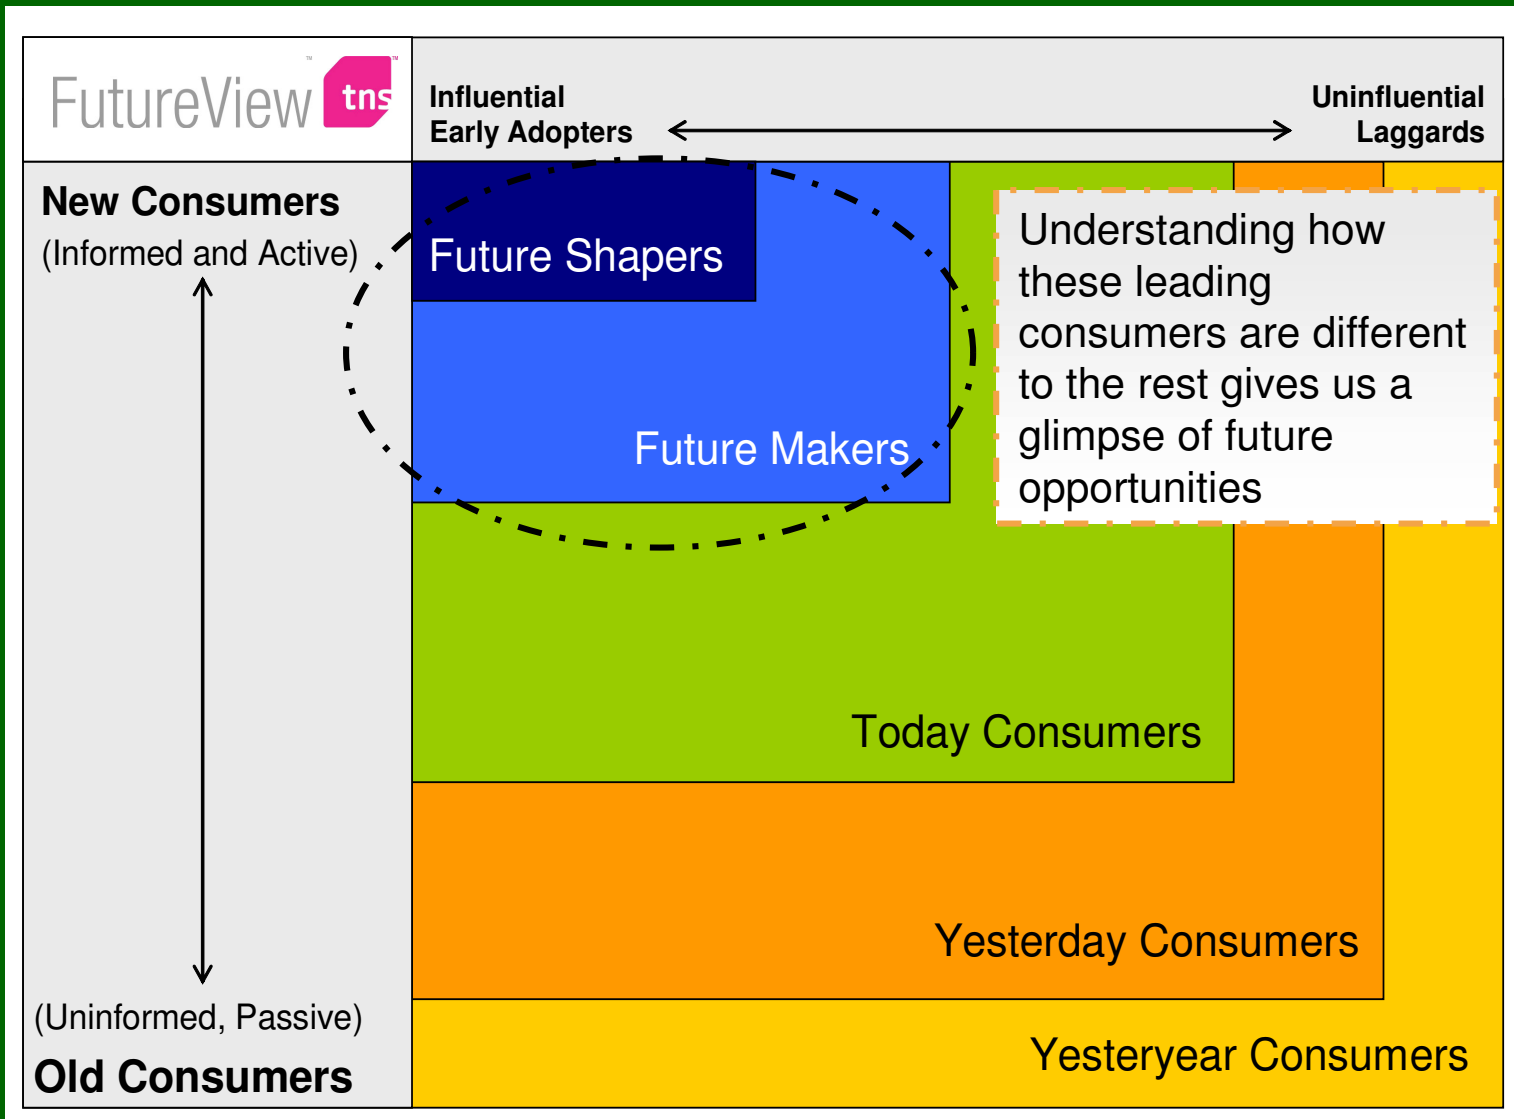 FutureView™ tns™
Influential
Early Adopters
Uninfluential
Laggards
New Consumers
(Informed and Active)
Future Shapers
Understanding how
these leading
consumers are different
to the rest gives us a
glimpse of future
opportunities
Future Makers
Today Consumers
Yesterday Consumers
(Uninformed, Passive)
Old Consumers
Yesteryear Consumers